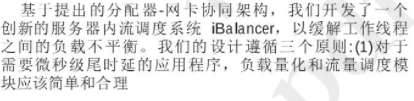 基于提出的分配器-网卡协同架构，我们开发了一个
创新的服务器内流调度系统 iBalancer，以缓解工作线程
之间的负载不平衡。我们的设计遵循三个原则:(1)对于
需要微秒级尾时延的应用程序，负载量化和流量调度模
块应该简单和合理